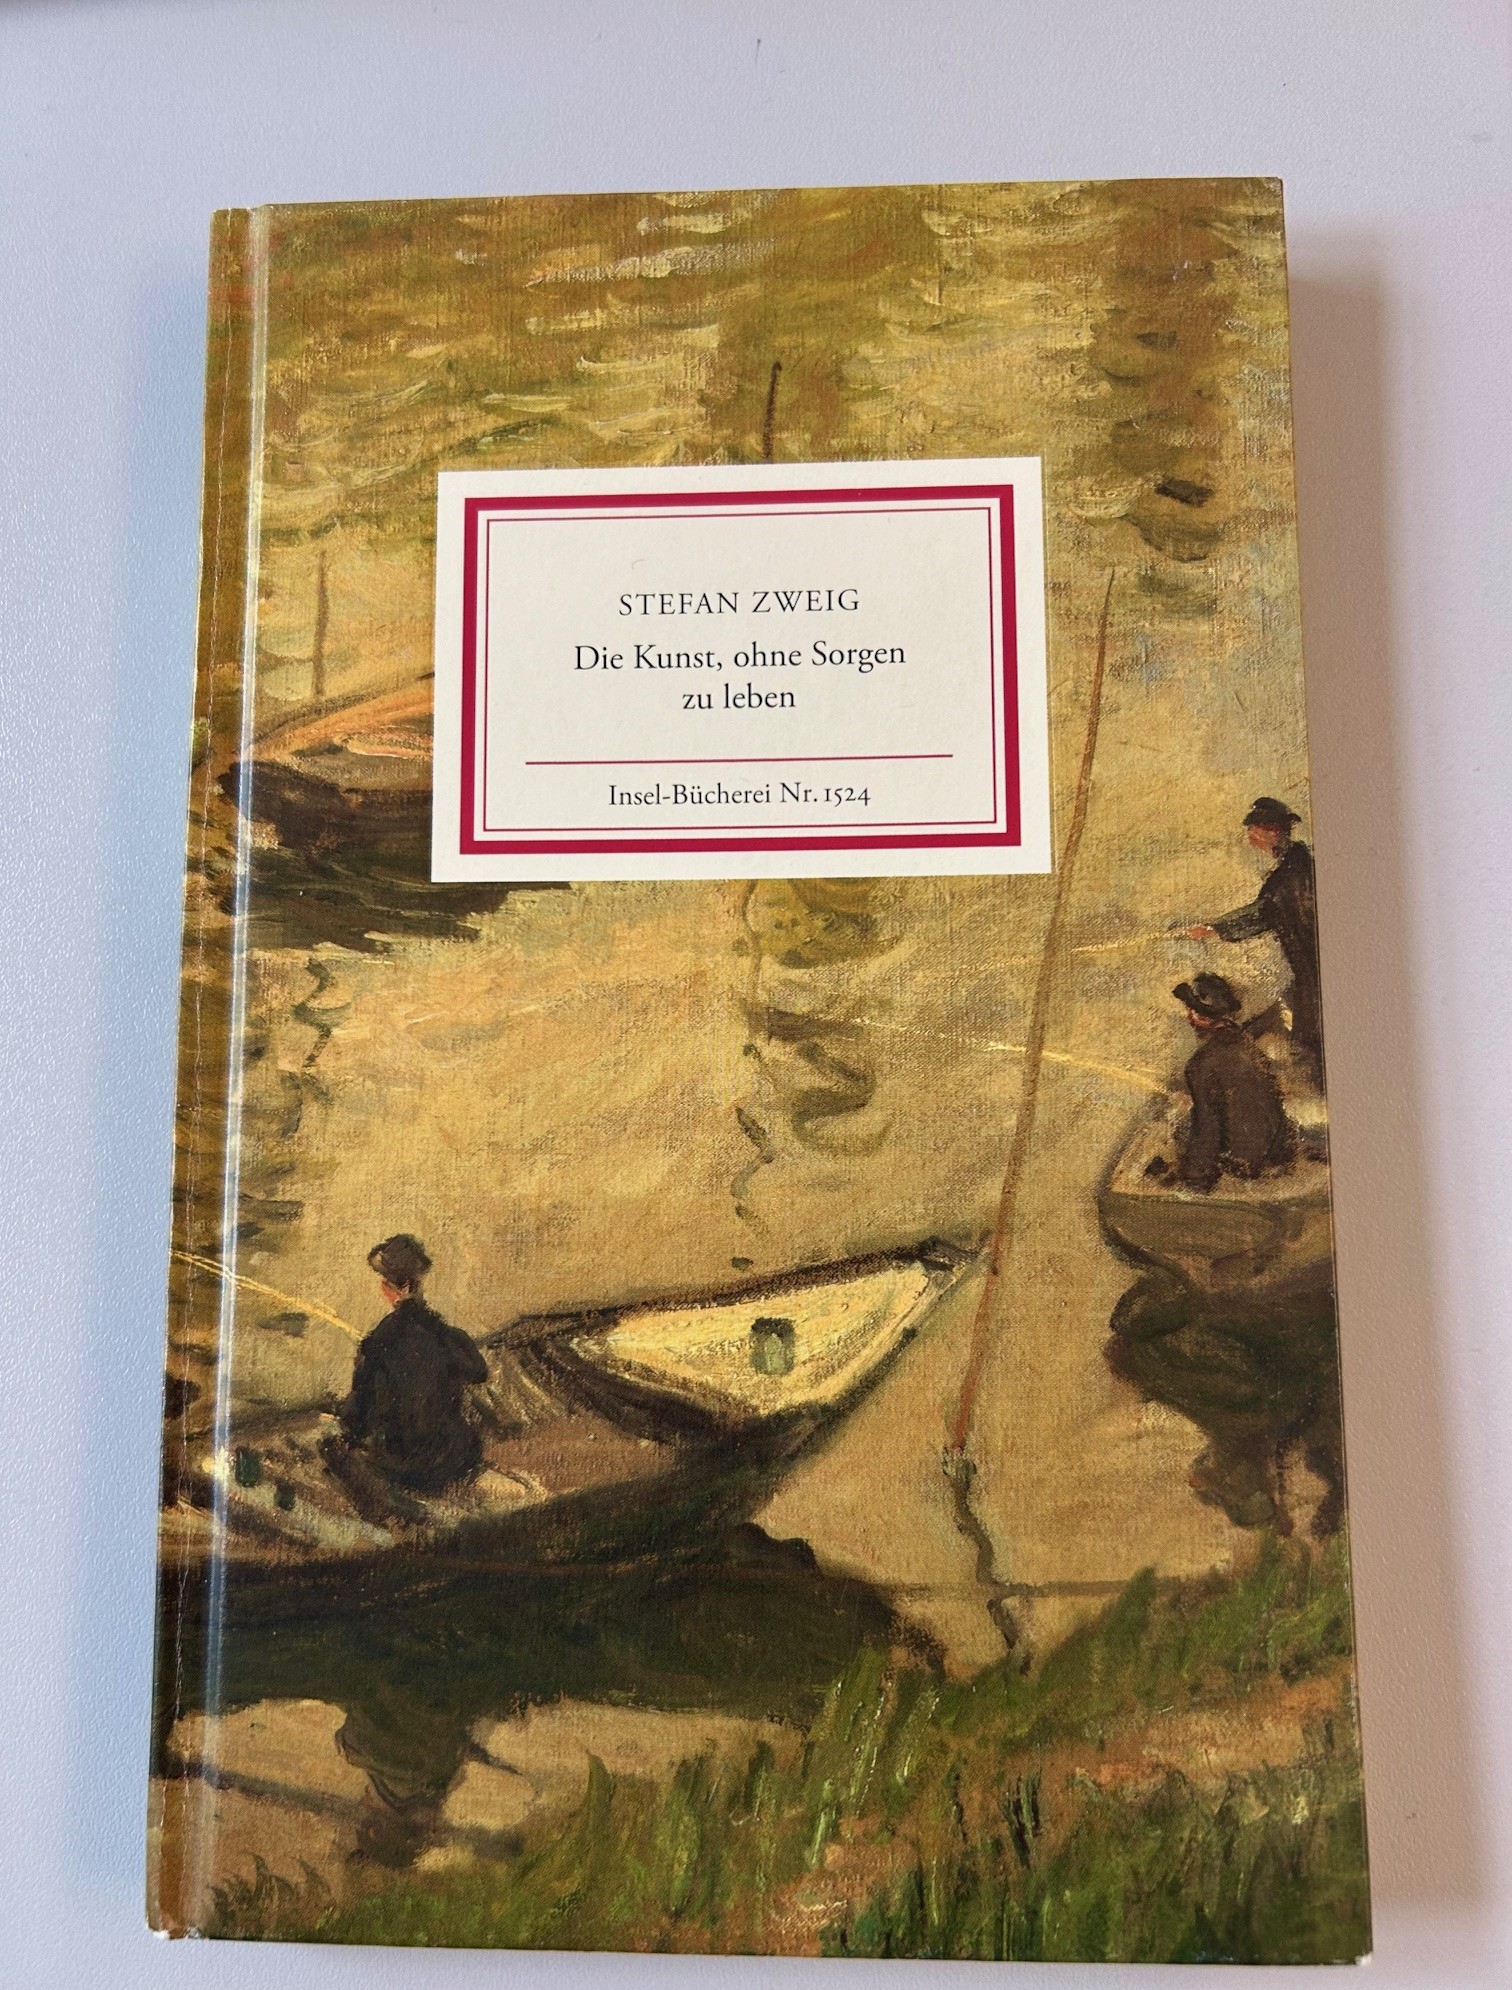 STEFAN ZWEIG
Die Kunst, ohne Sorgen
zu leben
Insel-Bücherei Nr. 1524